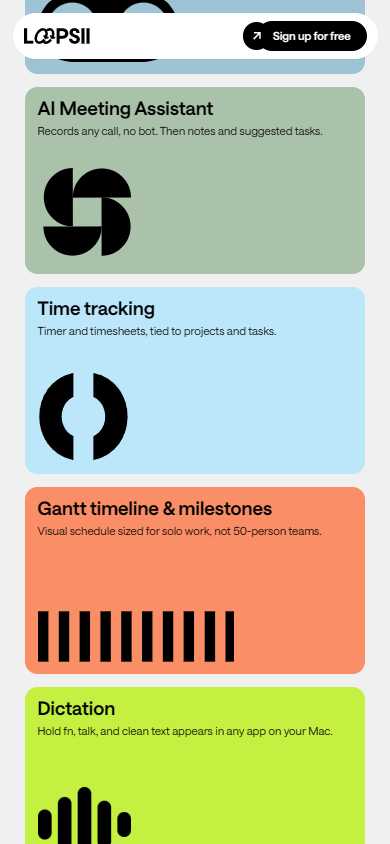 LOOPSII
Sign up for free
AI Meeting Assistant
Records any call, no bot. Then notes and suggested tasks.
Time tracking
Timer and timesheets, tied to projects and tasks.
Gantt timeline & milestones
Visual schedule sized for solo work, not 50-person teams.
Dictation
Hold fn, talk, and clean text appears in any app on your Mac.